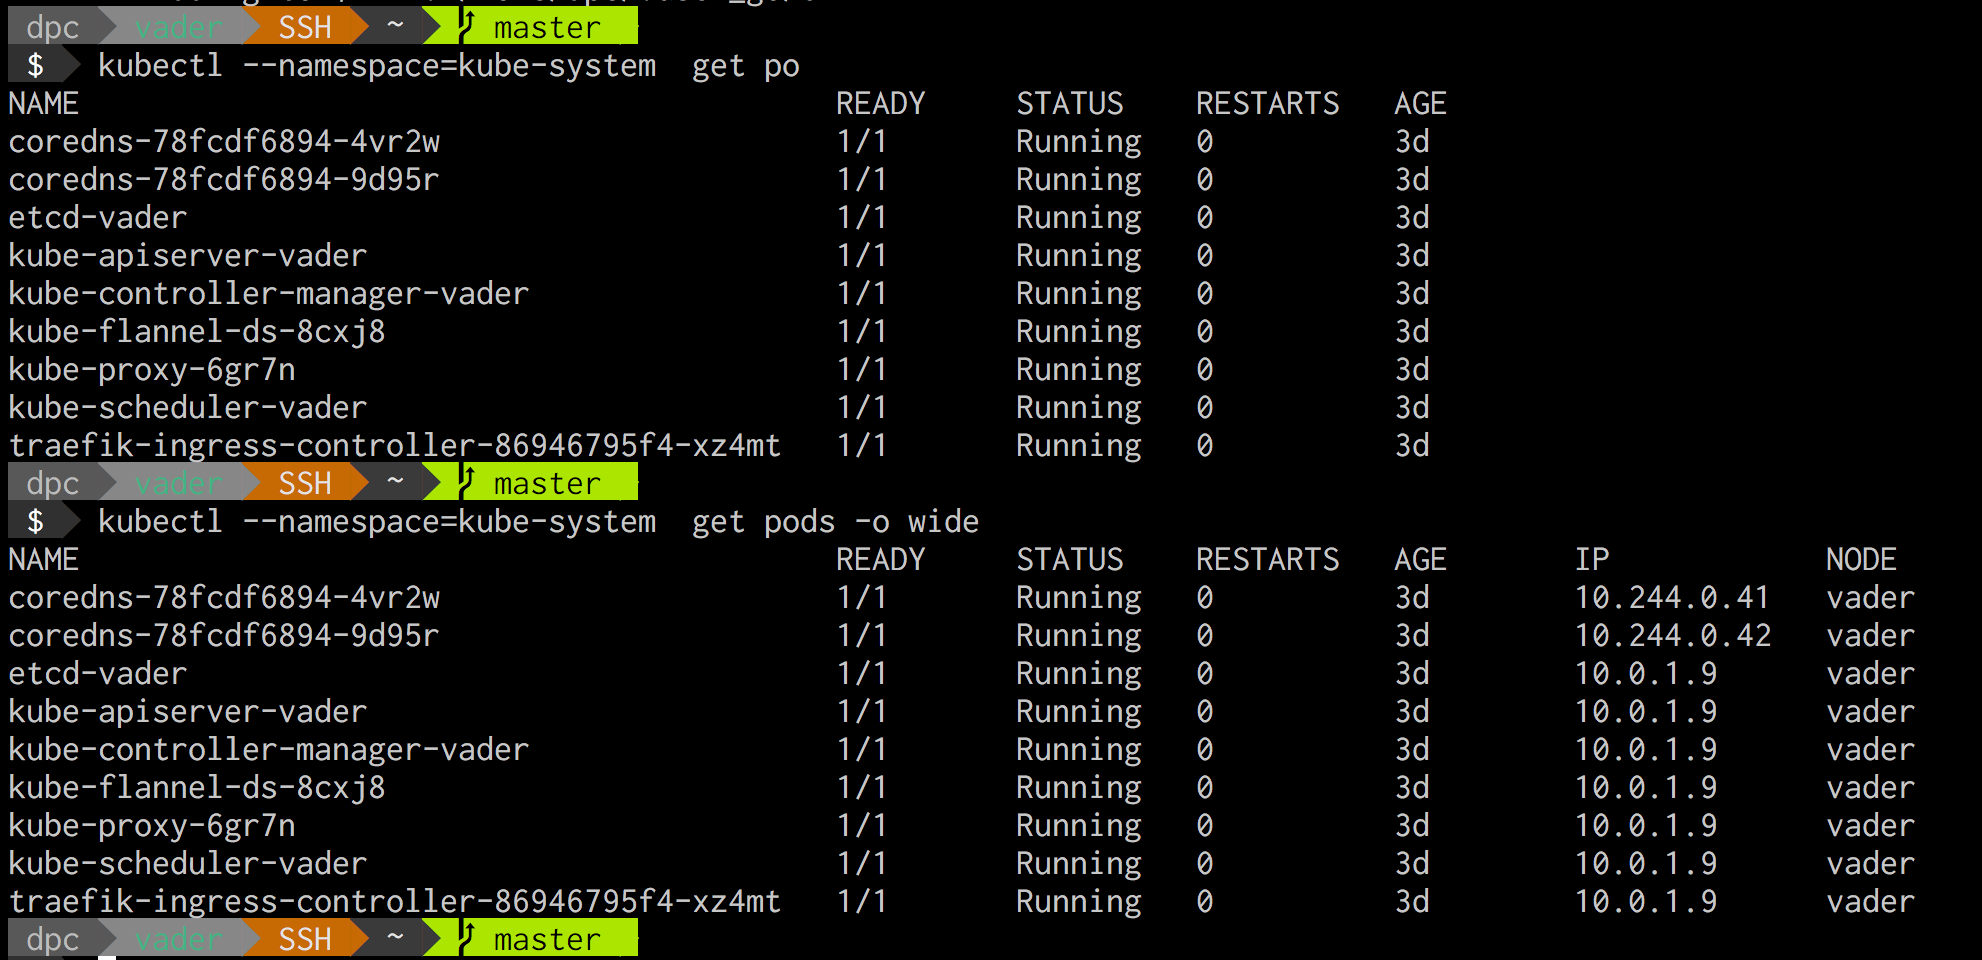 dpc vader SSH ~ master
$ kubectl --namespace=kube-system  get po
NAME READY STATUS RESTARTS AGE
coredns-78fcdf6894-4vr2w 1/1 Running 0 3d
coredns-78fcdf6894-9d95r 1/1 Running 0 3d
etcd-vader 1/1 Running 0 3d
kube-apiserver-vader 1/1 Running 0 3d
kube-controller-manager-vader 1/1 Running 0 3d
kube-flannel-ds-8cxj8 1/1 Running 0 3d
kube-proxy-6gr7n 1/1 Running 0 3d
kube-scheduler-vader 1/1 Running 0 3d
traefik-ingress-controller-86946795f4-xz4mt 1/1 Running 0 3d
dpc vader SSH ~ master
$ kubectl --namespace=kube-system  get pods -o wide
NAME READY STATUS RESTARTS AGE IP NODE
coredns-78fcdf6894-4vr2w 1/1 Running 0 3d 10.244.0.41 vader
coredns-78fcdf6894-9d95r 1/1 Running 0 3d 10.244.0.42 vader
etcd-vader 1/1 Running 0 3d 10.0.1.9 vader
kube-apiserver-vader 1/1 Running 0 3d 10.0.1.9 vader
kube-controller-manager-vader 1/1 Running 0 3d 10.0.1.9 vader
kube-flannel-ds-8cxj8 1/1 Running 0 3d 10.0.1.9 vader
kube-proxy-6gr7n 1/1 Running 0 3d 10.0.1.9 vader
kube-scheduler-vader 1/1 Running 0 3d 10.0.1.9 vader
traefik-ingress-controller-86946795f4-xz4mt 1/1 Running 0 3d 10.0.1.9 vader
dpc vader SSH ~ master